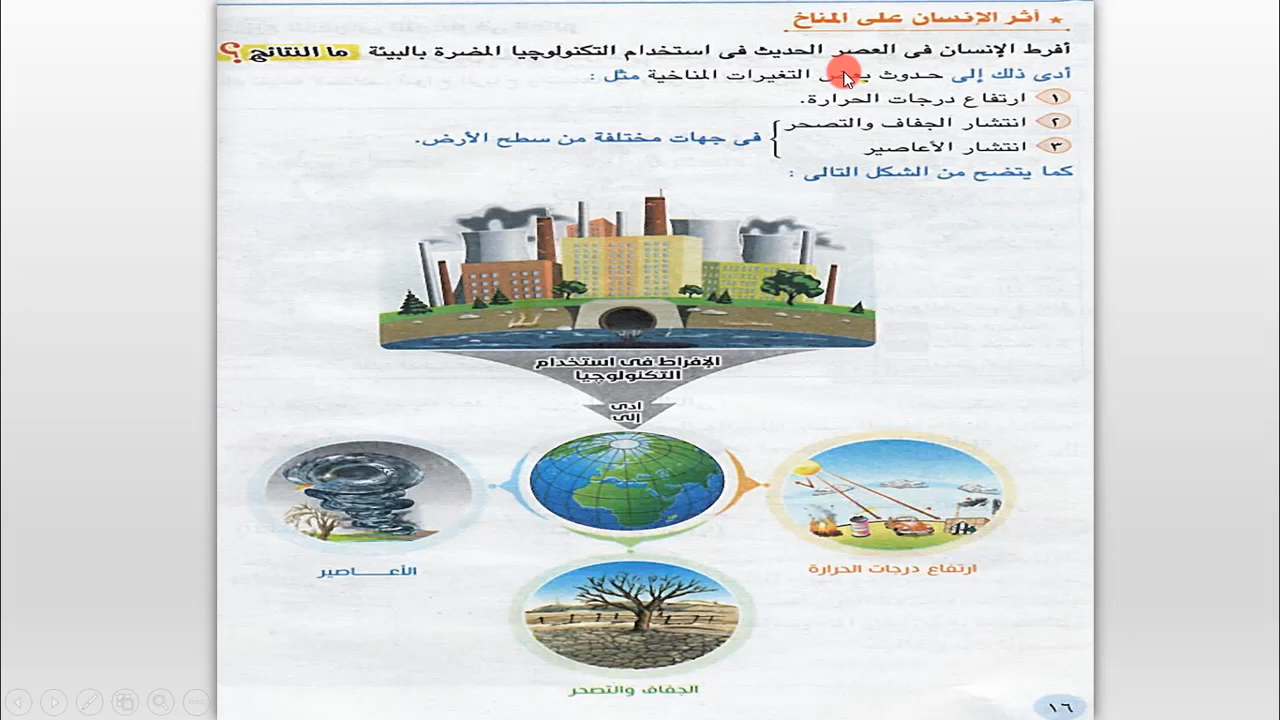 ★ أثر الإنسان على المناخ
أفرط الإنسان فى العصر الحديث فى استخدام التكنولوجيا المضرة بالبيئة ما النتائج ؟
أدى ذلك إلى حدوث بعض التغيرات المناخية مثل :
١ ارتفاع درجات الحرارة.
٢ انتشار الجفاف والتصحر
٣ انتشار الأعاصير
فى جهات مختلفة من سطح الأرض.
كما يتضح من الشكل التالى :
الإفراط فى استخدام
التكنولوجيا
أدى
إلى
ارتفاع درجات الحرارة
الأعـــــاصير
الجفاف والتصحر
١٦